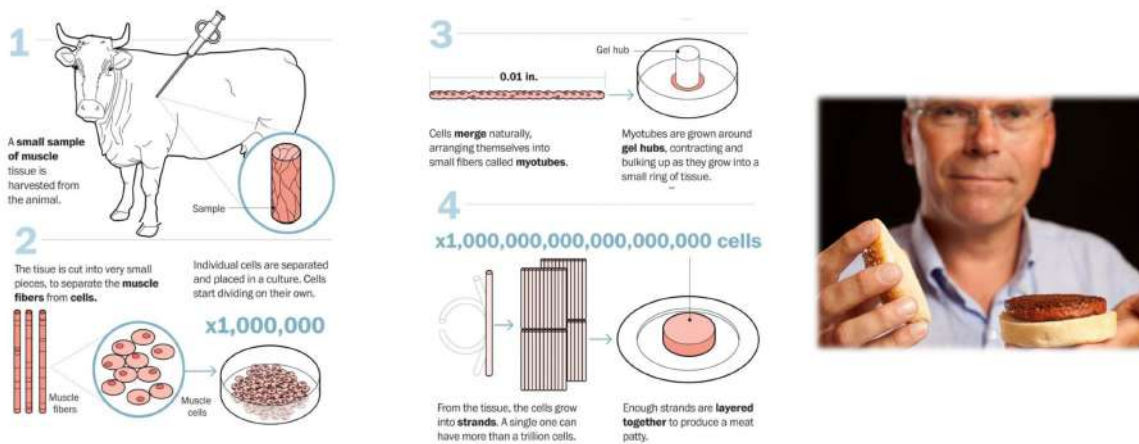 1
A small sample
of muscle
tissue is
harvested from
the animal.
Sample
2
The tissue is cut into very small
pieces, to separate the muscle
fibers from cells.
Individual cells are separated
and placed in a culture. Cells
start dividing on their own.
x1,000,000
Muscle
fibers
Muscle
cells
3
0.01 in.
Gel hub
Cells merge naturally,
arranging themselves into
small fibers called myotubes.
Myotubes are grown around
gel hubs, contracting and
bulking up as they grow into a
small ring of tissue.
4
x1,000,000,000,000,000,000 cells
From the tissue, the cells grow
into strands. A single one can
have more than a trillion cells.
Enough strands are layered
together to produce a meat
patty.